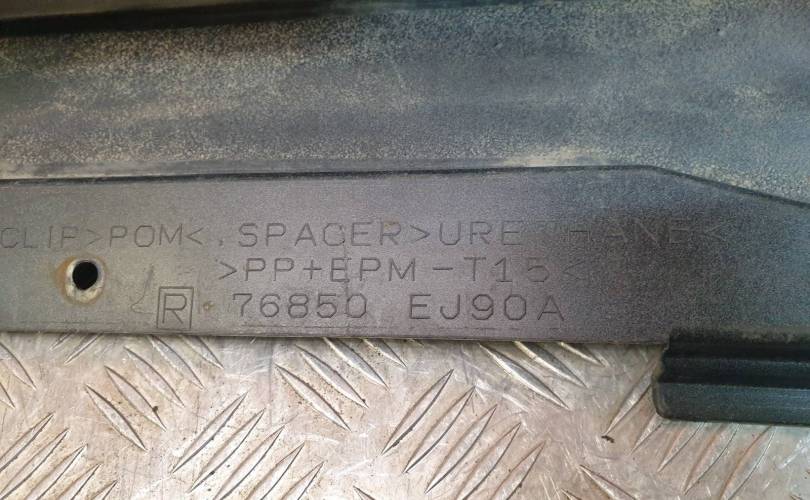 CLIP>POM<.SPACER>URETHANE<
>PP+EPM-T15<
R 76850 EJ90A